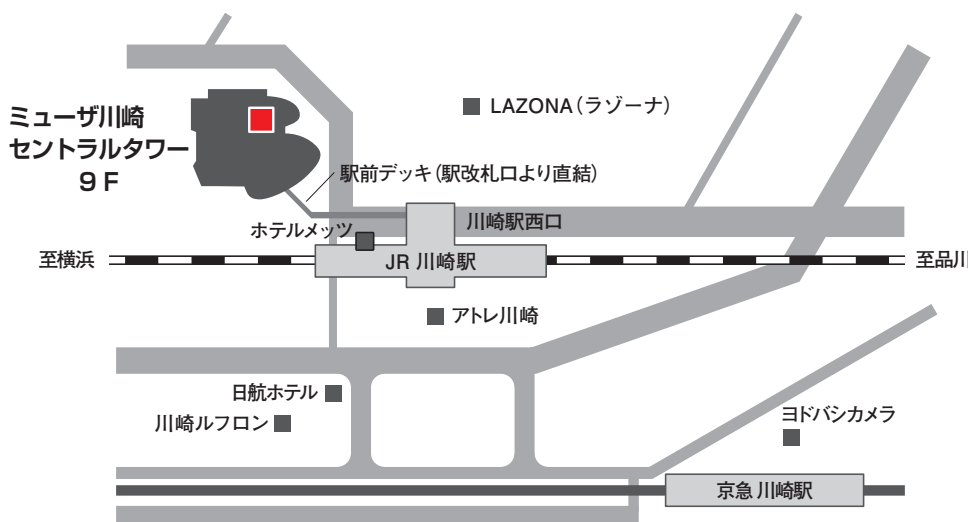 LAZONA（ラゾーナ）
ミューザ川崎
セントラルタワー
9F
駅前デッキ（駅改札口より直結）
川崎駅西口
ホテルメッツ
至横浜
JR 川崎駅
至品川
アトレ川崎
日航ホテル
川崎ルフロン
ヨドバシカメラ
京急川崎駅